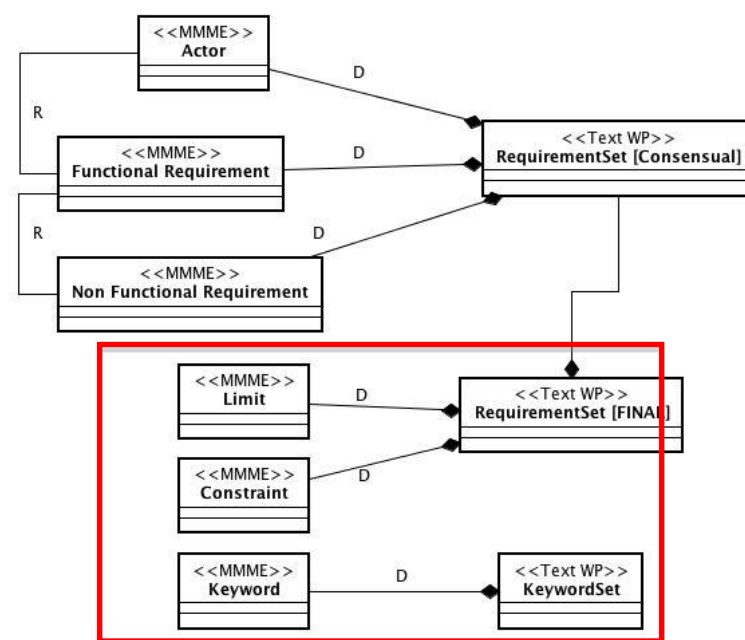 <<MMME>>
Actor
D
R
<<Text WP>>
RequirementSet [Consensual]
<<MMME>>
Functional Requirement
D
R
D
<<MMME>>
Non Functional Requirement
<<MMME>>
Limit
D
<<Text WP>>
RequirementSet [FINAL]
<<MMME>>
Constraint
D
<<MMME>>
Keyword
D
<<Text WP>>
KeywordSet